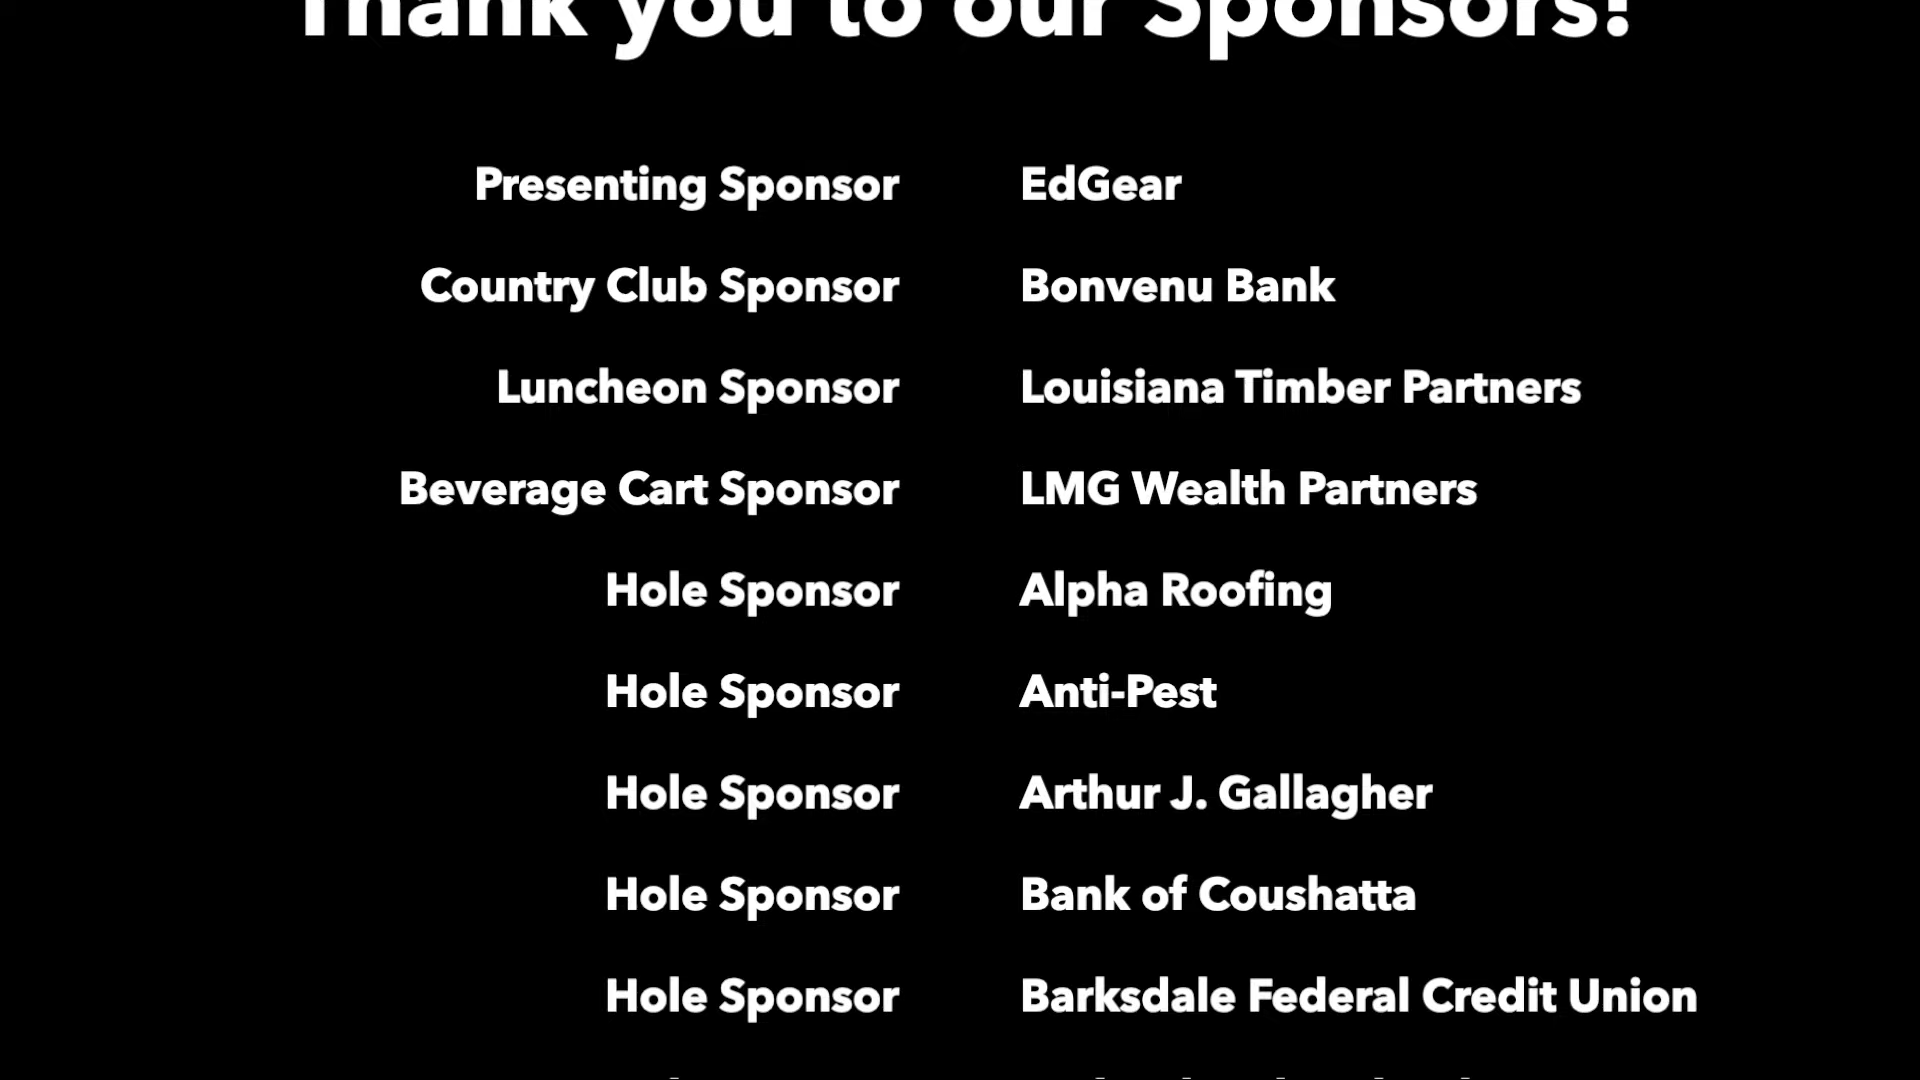 Thank you to our Sponsors!
Presenting Sponsor EdGear
Country Club Sponsor Bonvenu Bank
Luncheon Sponsor Louisiana Timber Partners
Beverage Cart Sponsor LMG Wealth Partners
Hole Sponsor Alpha Roofing
Hole Sponsor Anti-Pest
Hole Sponsor Arthur J. Gallagher
Hole Sponsor Bank of Coushatta
Hole Sponsor Barksdale Federal Credit Union